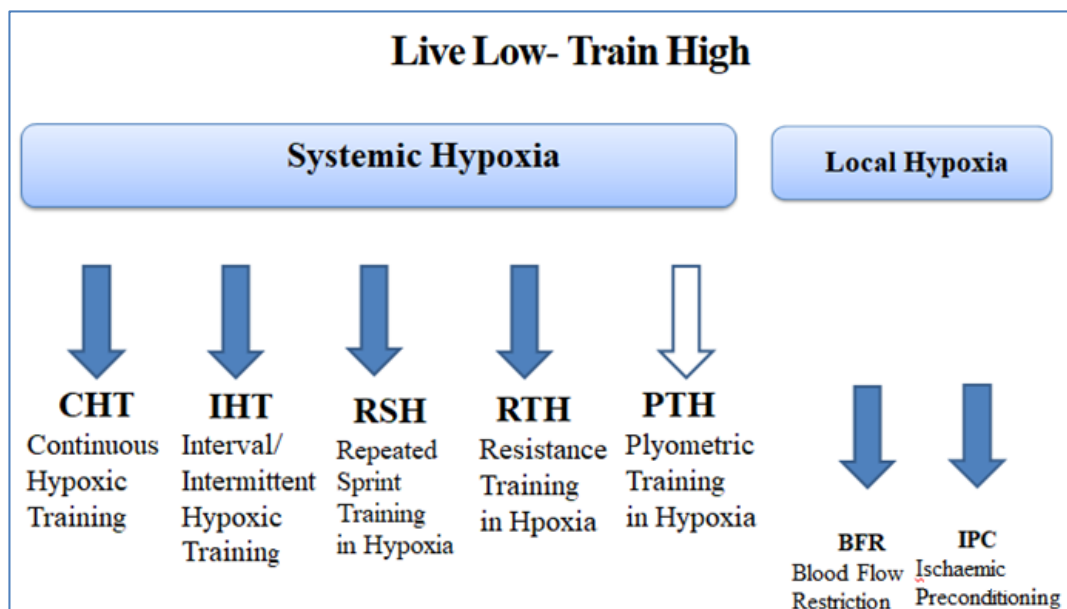 Live Low- Train High
Systemic Hypoxia
Local Hypoxia
CHT
Continuous
Hypoxic
Training
IHT
Interval/
Intermittent
Hypoxic
Training
RSH
Repeated
Sprint
Training
in Hypoxia
RTH
Resistance
Training
in Hpoxia
PTH
Plyometric
Training
in Hypoxia
BFR
Blood Flow
Restriction
IPC
Ischaemic
Preconditioning